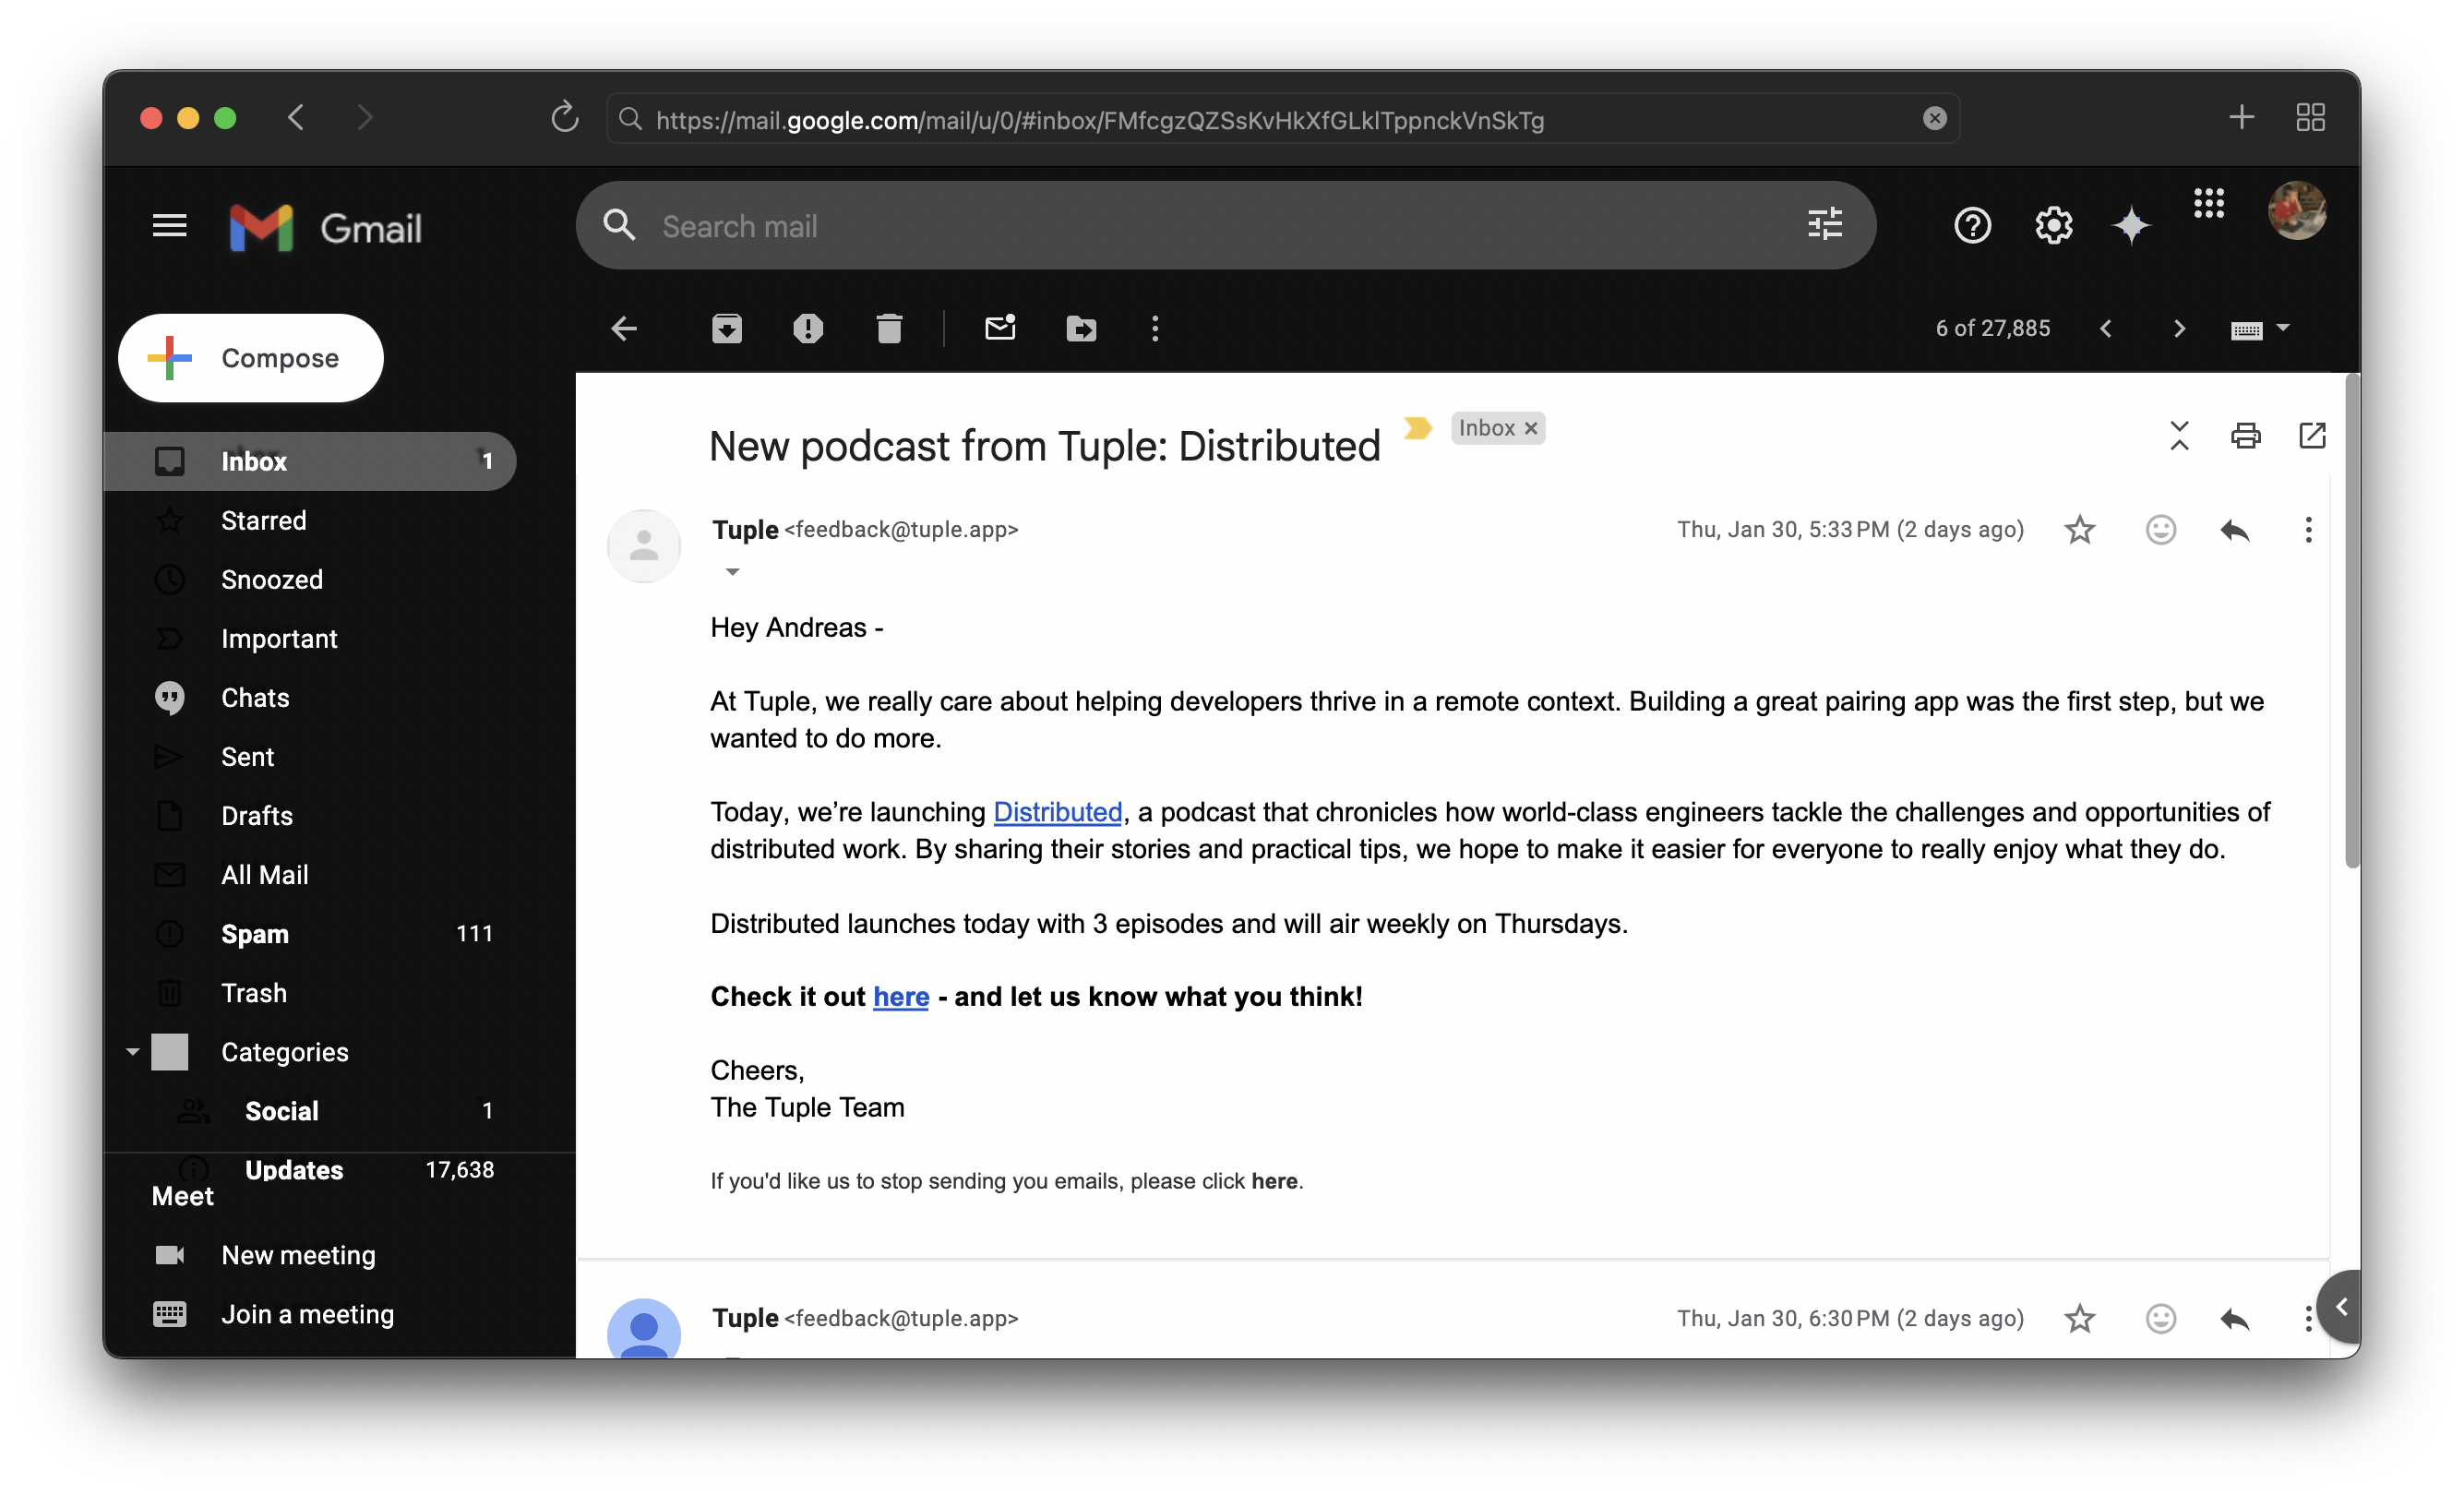 https://mail.google.com/mail/u/0/#inbox/FMfcgzQZSsKvHkXfGLklTppnckVnSkTg
Gmail
Search mail
Compose
6 of 27,885
Inbox 1
Starred
Snoozed
Important
Chats
Sent
Drafts
All Mail
Spam 111
Trash
Categories
Social 1
Updates 17,638
Meet
New meeting
Join a meeting
New podcast from Tuple: Distributed
Inbox ×
Tuple <feedback@tuple.app>
Thu, Jan 30, 5:33 PM (2 days ago)
Hey Andreas -
At Tuple, we really care about helping developers thrive in a remote context. Building a great pairing app was the first step, but we
wanted to do more.
Today, we’re launching Distributed, a podcast that chronicles how world-class engineers tackle the challenges and opportunities of
distributed work. By sharing their stories and practical tips, we hope to make it easier for everyone to really enjoy what they do.
Distributed launches today with 3 episodes and will air weekly on Thursdays.
Check it out here - and let us know what you think!
Cheers,
The Tuple Team
If you'd like us to stop sending you emails, please click here.
Tuple <feedback@tuple.app>
Thu, Jan 30, 6:30 PM (2 days ago)